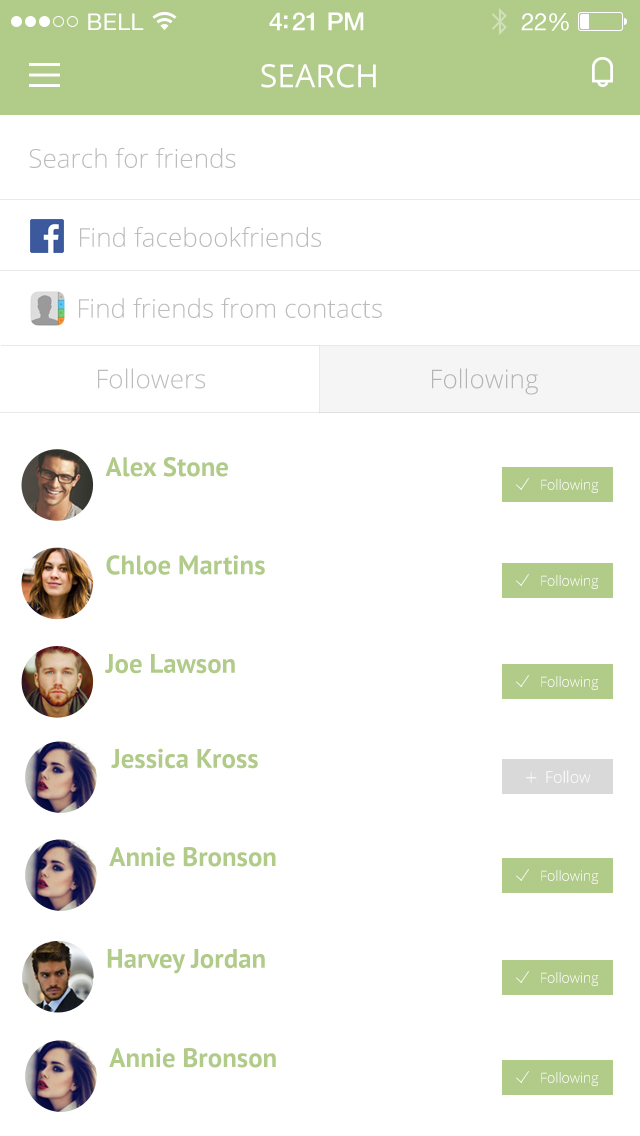 BELL 4:21 PM 22%
SEARCH
Search for friends
Find facebookfriends
Find friends from contacts
Followers Following
Alex Stone Following
Chloe Martins Following
Joe Lawson Following
Jessica Kross + Follow
Annie Bronson Following
Harvey Jordan Following
Annie Bronson Following